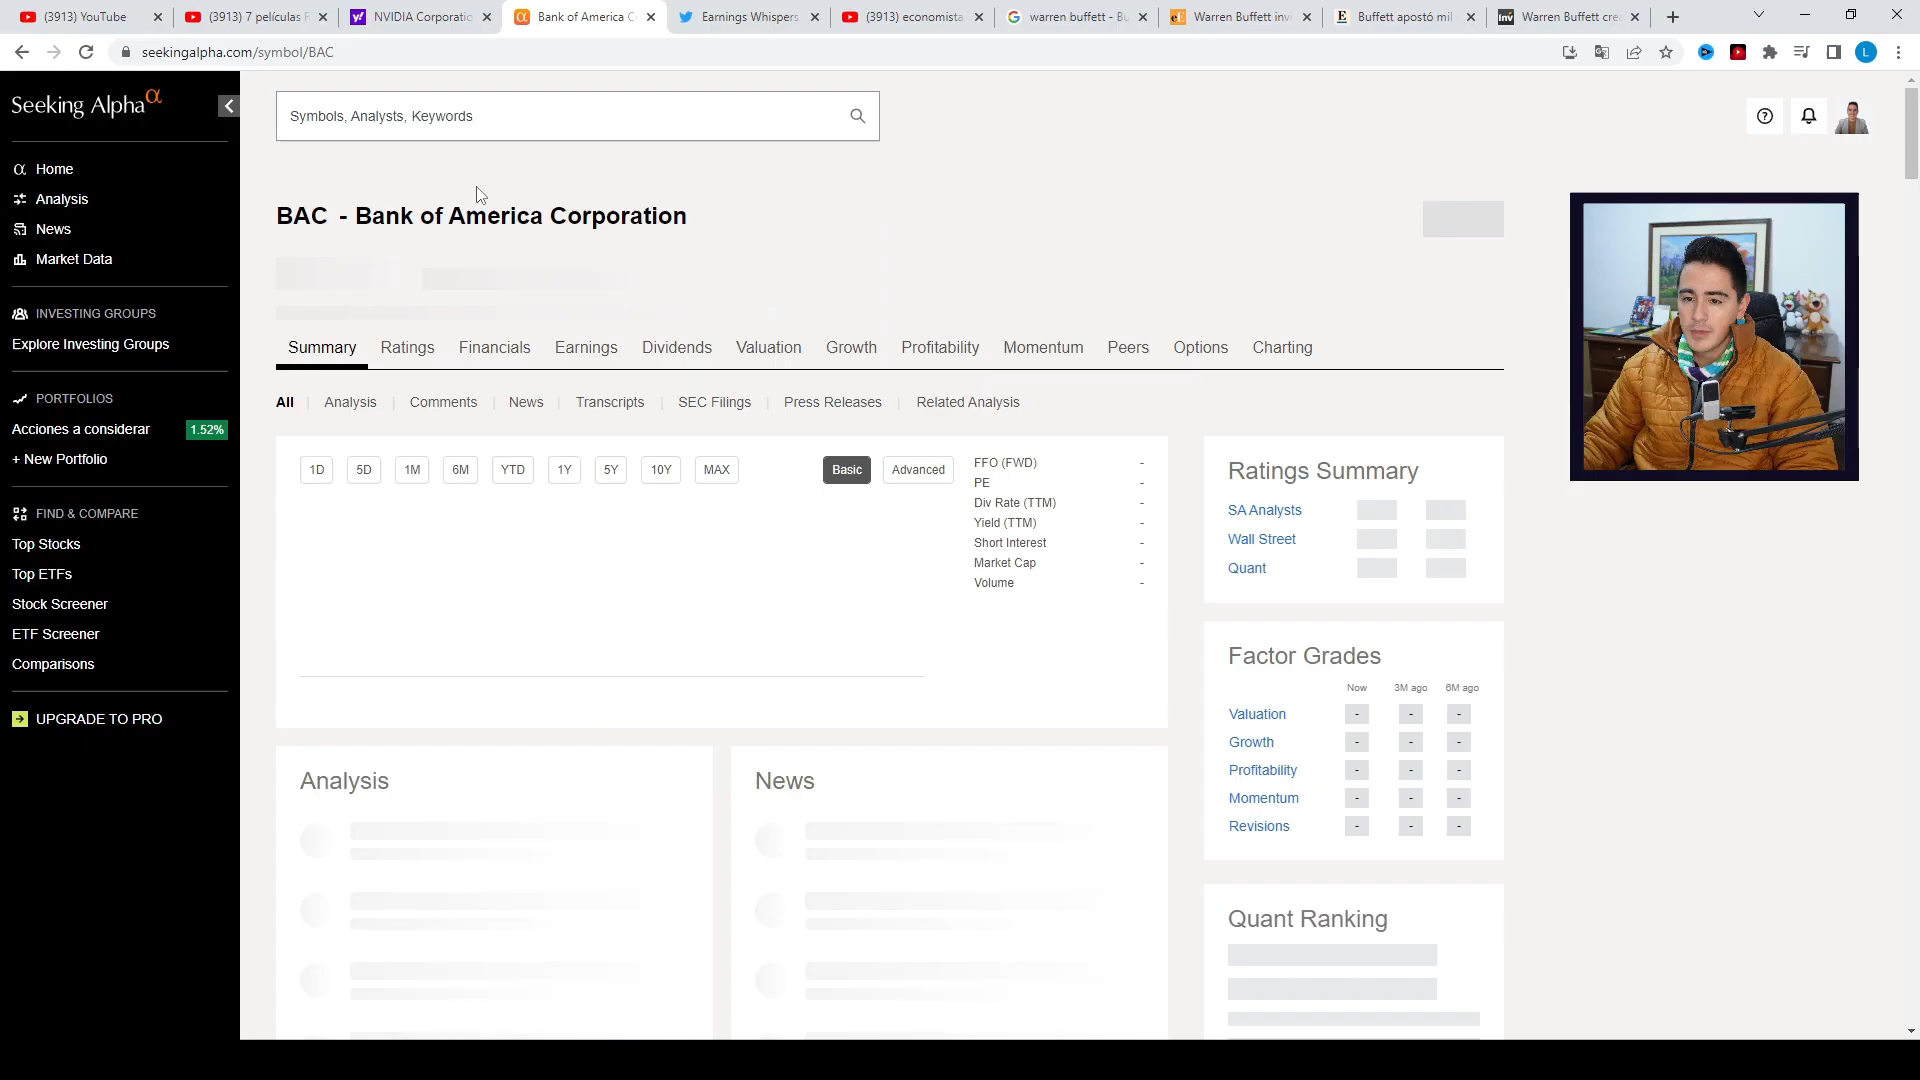 (3913) YouTube
(3913) 7 películas
NVIDIA Corporatio
Bank of America C
Earnings Whispers
(3913) economista
warren buffett - Bu
Warren Buffett inv
Buffett apostó mil
Warren Buffett cre
seekingalpha.com/symbol/BAC
L
Seeking Alpha α
Symbols, Analysts, Keywords
Home
Analysis
News
Market Data
INVESTING GROUPS
Explore Investing Groups
PORTFOLIOS
Acciones a considerar 1.52%
+ New Portfolio
FIND & COMPARE
Top Stocks
Top ETFs
Stock Screener
ETF Screener
Comparisons
UPGRADE TO PRO
BAC - Bank of America Corporation
Summary Ratings Financials Earnings Dividends Valuation Growth Profitability Momentum Peers Options Charting
All | Analysis | Comments | News | Transcripts | SEC Filings | Press Releases | Related Analysis
1D 5D 1M 6M YTD 1Y 5Y 10Y MAX Basic Advanced
FFO (FWD) -
PE -
Div Rate (TTM) -
Yield (TTM) -
Short Interest -
Market Cap -
Volume -
Ratings Summary
SA Analysts
Wall Street
Quant
Factor Grades
Now 3M ago 6M ago
Valuation - - -
Growth - - -
Profitability - - -
Momentum - - -
Revisions - - -
Analysis
News
Quant Ranking